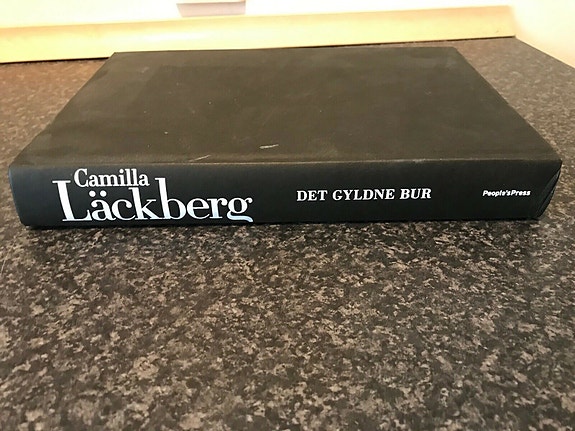 Camilla
Läckberg
DET GYLDNE BUR
People'sPress